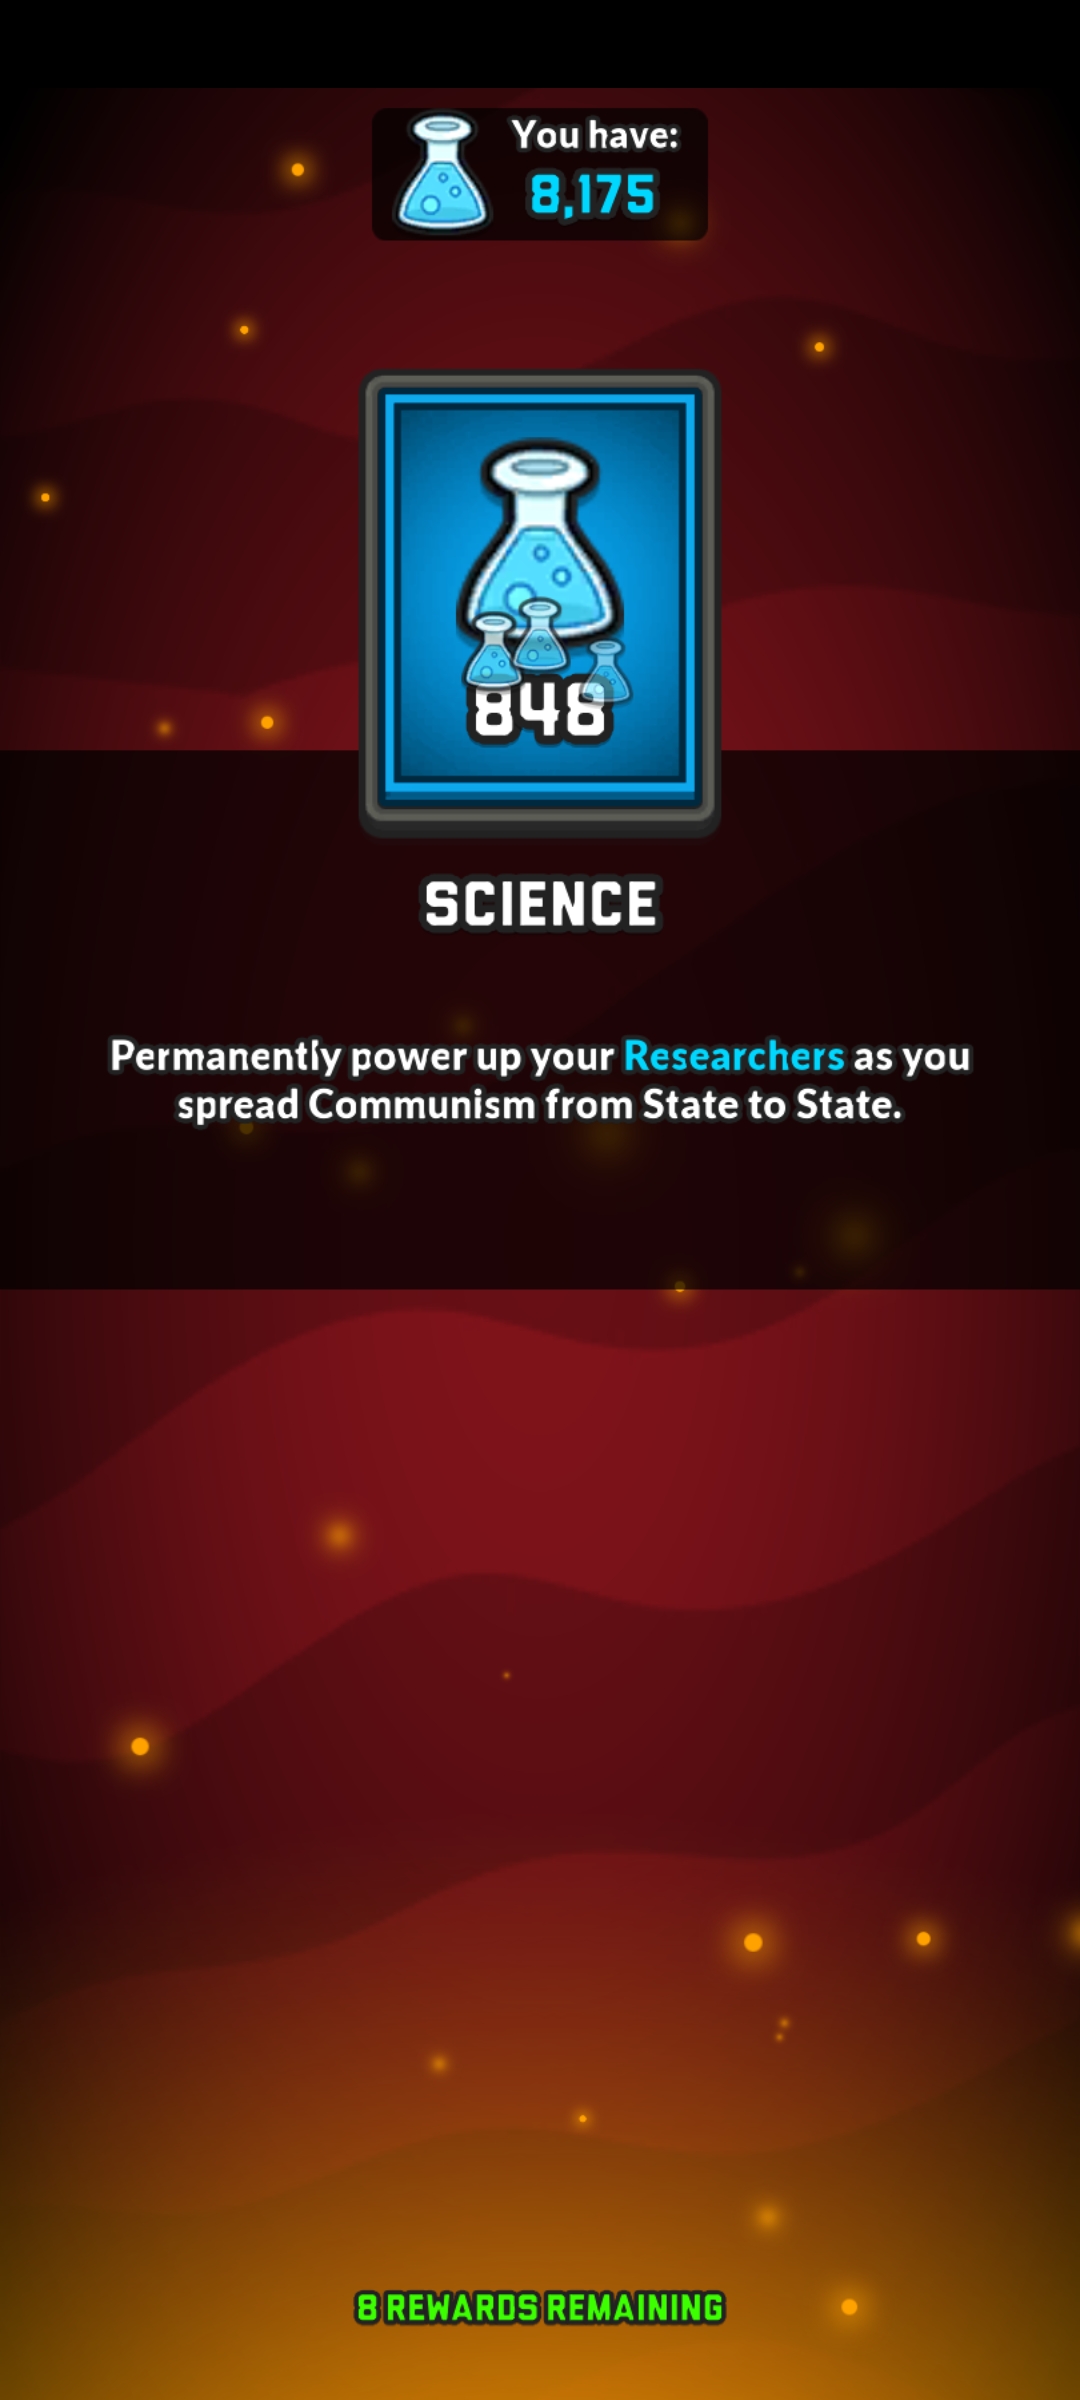 You have:
8,175
SCIENCE
Permanently power up your Researchers as you
spread Communism from State to State.
8 REWARDS REMAINING